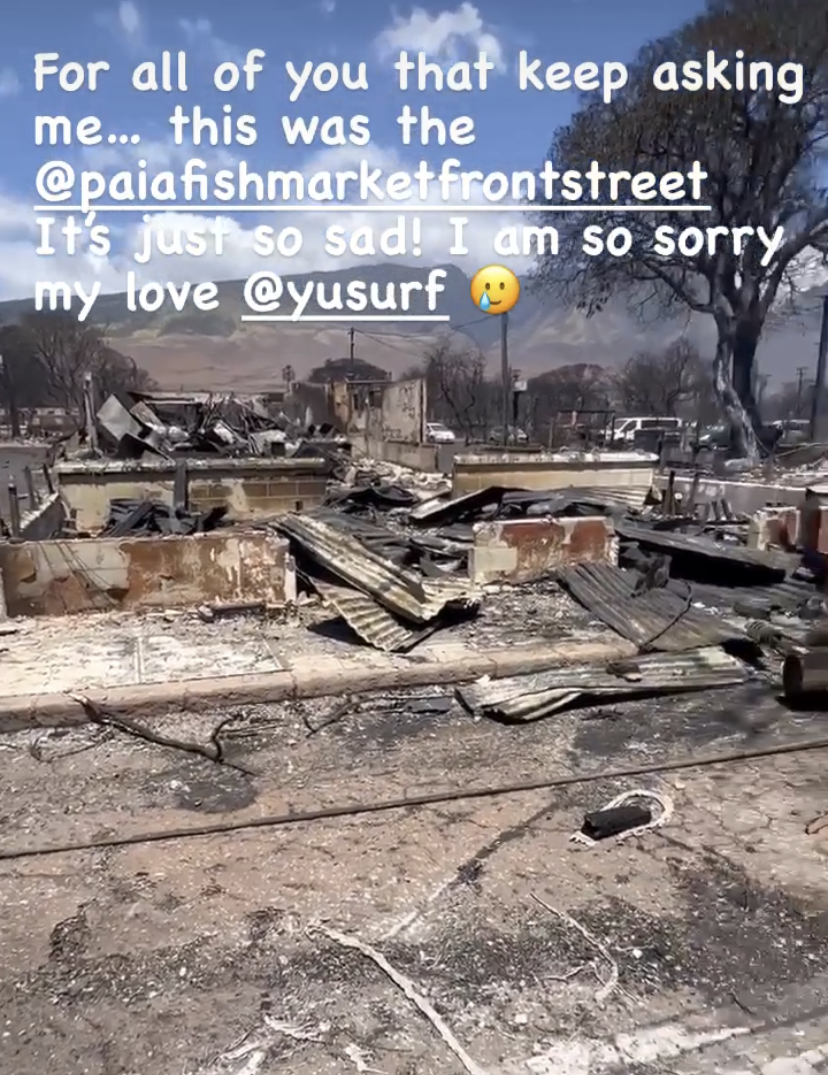 For all of you that keep asking
me... this was the
@paiafishmarketfrontstreet
It's just so sad! I am so sorry
my love @yusurf 🥲